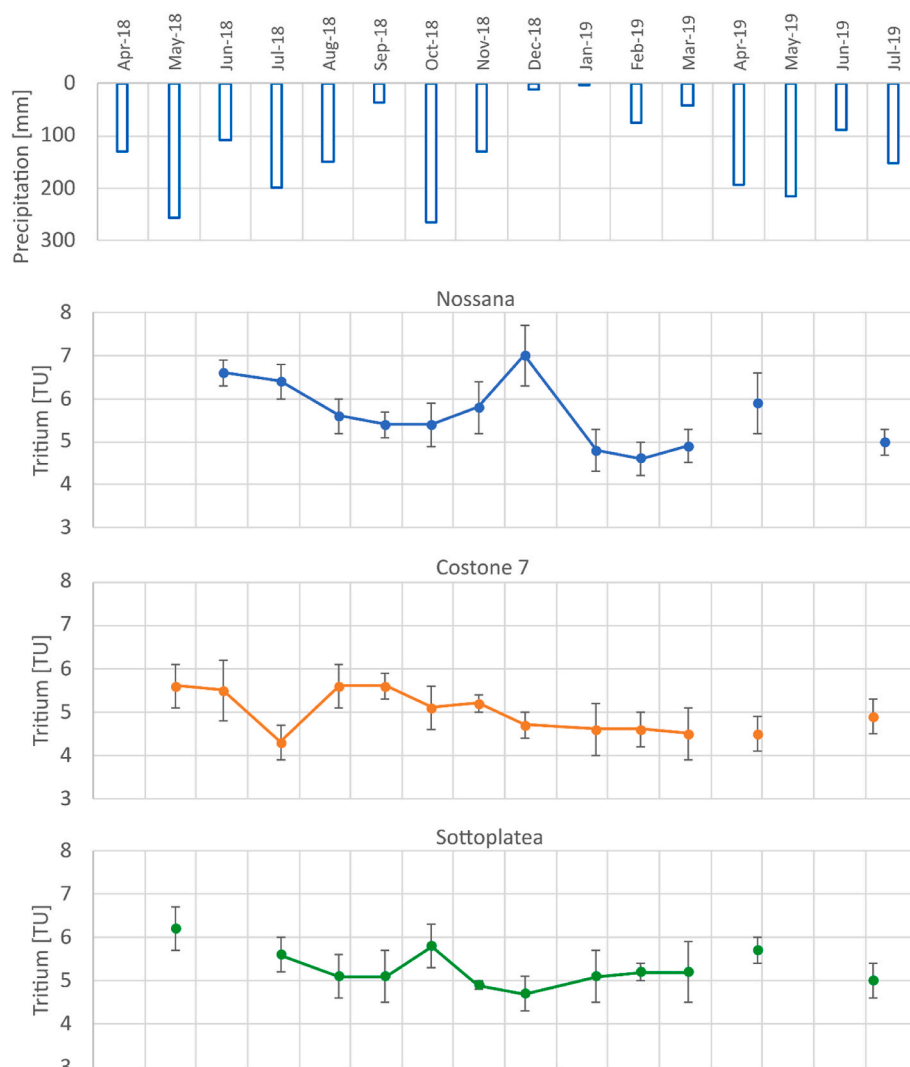 Apr-18 May-18 Jun-18 Jul-18 Aug-18 Sep-18 Oct-18 Nov-18 Dec-18 Jan-19 Feb-19 Mar-19 Apr-19 May-19 Jun-19 Jul-19
Precipitation [mm]
0
100
200
300
Nossana
Tritium [TU]
8
7
6
5
4
3
Costone 7
Tritium [TU]
8
7
6
5
4
3
Sottoplatea
Tritium [TU]
8
7
6
5
4
3